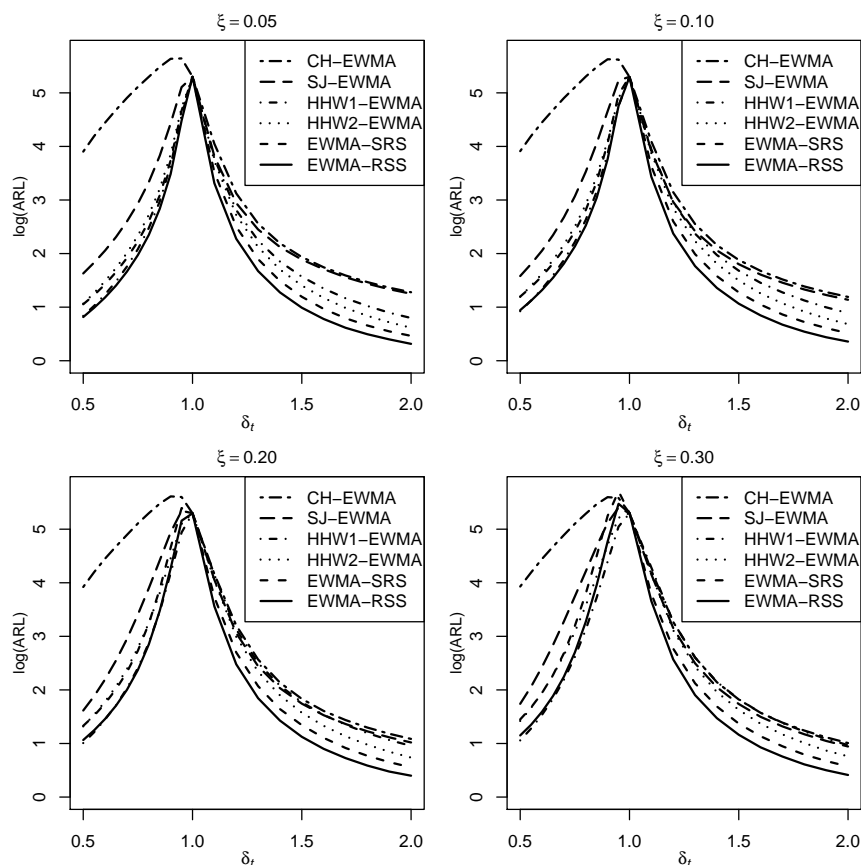 ξ = 0.05
log(ARL)
5
4
3
2
1
0
CH−EWMA
SJ−EWMA
HHW1−EWMA
HHW2−EWMA
EWMA−SRS
EWMA−RSS
0.5 1.0 1.5 2.0
δt
ξ = 0.10
log(ARL)
5
4
3
2
1
0
CH−EWMA
SJ−EWMA
HHW1−EWMA
HHW2−EWMA
EWMA−SRS
EWMA−RSS
0.5 1.0 1.5 2.0
δt
ξ = 0.20
log(ARL)
5
4
3
2
1
0
CH−EWMA
SJ−EWMA
HHW1−EWMA
HHW2−EWMA
EWMA−SRS
EWMA−RSS
0.5 1.0 1.5 2.0
δt
ξ = 0.30
log(ARL)
5
4
3
2
1
0
CH−EWMA
SJ−EWMA
HHW1−EWMA
HHW2−EWMA
EWMA−SRS
EWMA−RSS
0.5 1.0 1.5 2.0
δt